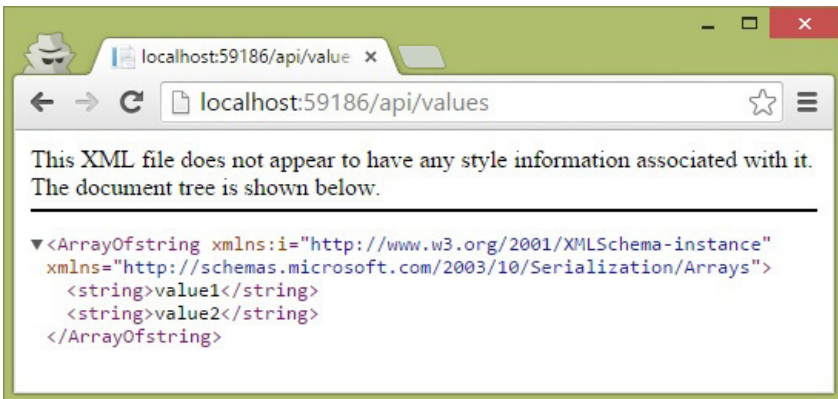 localhost:59186/api/value
localhost:59186/api/values
This XML file does not appear to have any style information associated with it.
The document tree is shown below.
▼<ArrayOfstring xmlns:i="http://www.w3.org/2001/XMLSchema-instance"
xmlns="http://schemas.microsoft.com/2003/10/Serialization/Arrays">
<string>value1</string>
<string>value2</string>
</ArrayOfstring>